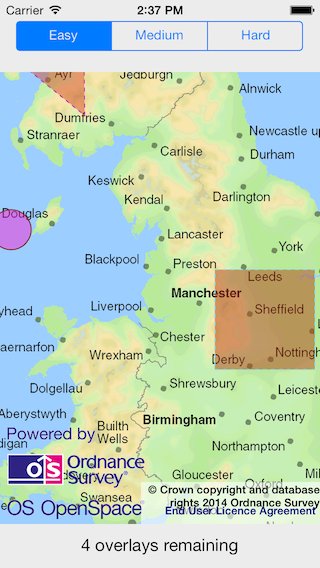 Carrier 2:37 PM
Easy Medium Hard
Ayr Jedburgh
Alnwick
Dumfries
Stranraer
Newcastle up
Carlisle
Durham
Keswick
Darlington
Kendal
Douglas
Lancaster
York
Blackpool
Preston
Leeds
Manchester
Liverpool
Sheffield
yhead
Chester
aernarfon
Wrexham
Derby
Nottingh
Dolgellau
Shrewsbury
Leiceste
Aberystwyth
Birmingham
Coventry
Builth
Wells
Northampton
Powered by
Ordnance
Survey
os
Gloucester
Oxford
Swansea
© Crown copyright and database
rights 2014 Ordnance Survey
OS OpenSpace
End User Licence Agreement
4 overlays remaining